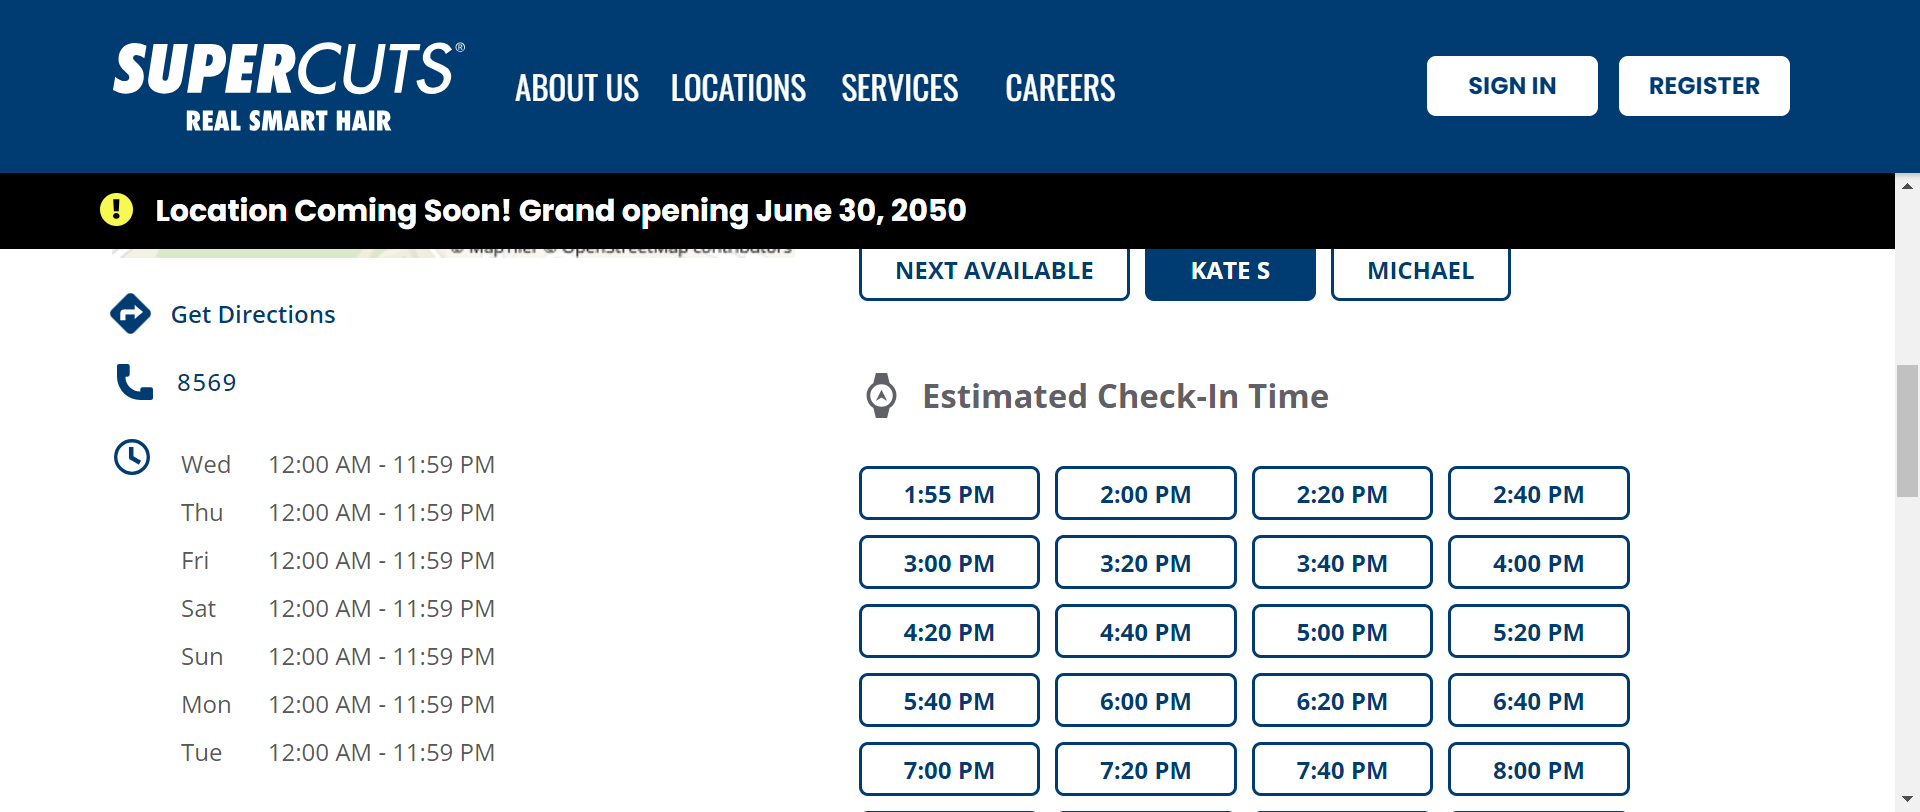 SUPERCUTS®
REAL SMART HAIR
ABOUT US
LOCATIONS
SERVICES
CAREERS
SIGN IN
REGISTER
Location Coming Soon! Grand opening June 30, 2050
© MapTiler © OpenStreetMap contributors
Get Directions
8569
Wed 12:00 AM - 11:59 PM
Thu 12:00 AM - 11:59 PM
Fri 12:00 AM - 11:59 PM
Sat 12:00 AM - 11:59 PM
Sun 12:00 AM - 11:59 PM
Mon 12:00 AM - 11:59 PM
Tue 12:00 AM - 11:59 PM
NEXT AVAILABLE
KATE S
MICHAEL
Estimated Check-In Time
1:55 PM 2:00 PM 2:20 PM 2:40 PM
3:00 PM 3:20 PM 3:40 PM 4:00 PM
4:20 PM 4:40 PM 5:00 PM 5:20 PM
5:40 PM 6:00 PM 6:20 PM 6:40 PM
7:00 PM 7:20 PM 7:40 PM 8:00 PM